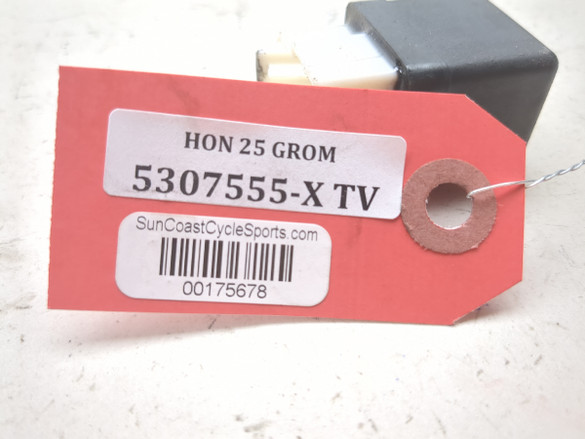 HON 25 GROM
5307555-X TV
SunCoastCycleSports.com
00175678